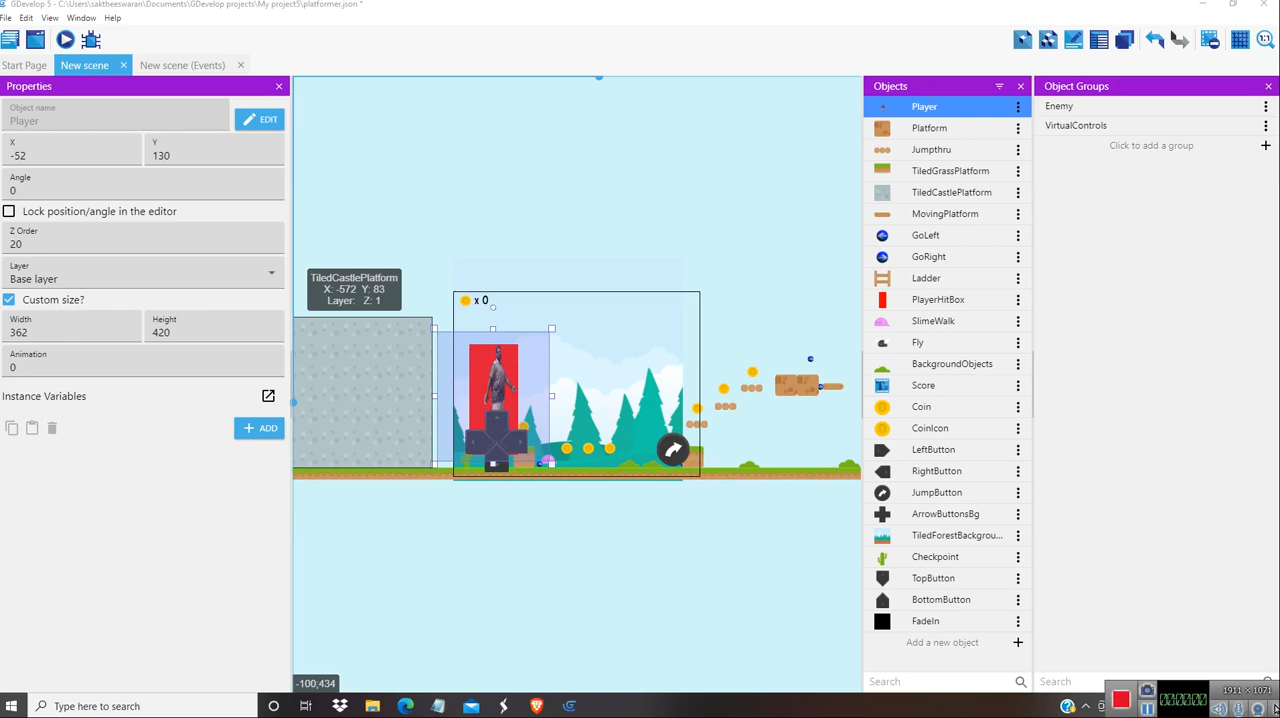 GDevelop 5 - C:\Users\saktheeswaran\Documents\GDevelop projects\My project5\platformer.json *
File Edit View Window Help
Start Page
New scene ×
New scene (Events) ×
Properties
Object name
Player
EDIT
X
-52
Y
130
Angle
0
Lock position/angle in the editor
Z Order
20
Layer
Base layer
Custom size?
Width
362
Height
420
Animation
0
Instance Variables
ADD
TiledCastlePlatform
X: -572 Y: 83
Layer: Z: 1
x 0
-100;434
Objects
Player
Platform
Jumpthru
TiledGrassPlatform
TiledCastlePlatform
MovingPlatform
GoLeft
GoRight
Ladder
PlayerHitBox
SlimeWalk
Fly
BackgroundObjects
Score
Coin
CoinIcon
LeftButton
RightButton
JumpButton
ArrowButtonsBg
TiledForestBackgrou...
Checkpoint
TopButton
BottomButton
FadeIn
Add a new object
Search
Object Groups
Enemy
VirtualControls
Click to add a group
Search
1:1
Type here to search
1911 × 1071